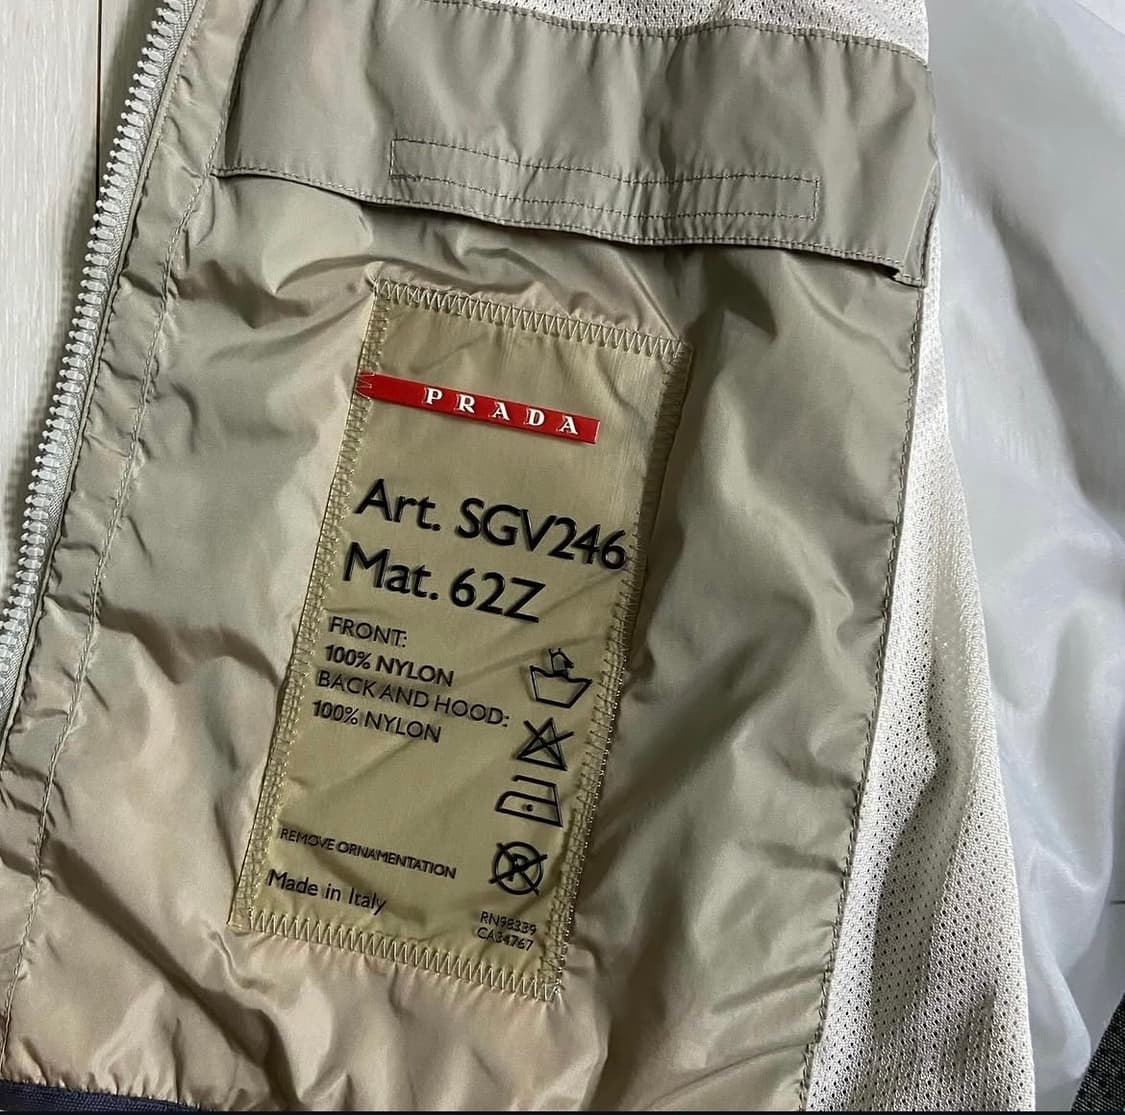 PRADA
Art. SGV246
Mat. 62Z
FRONT:
100% NYLON
BACK AND HOOD:
100% NYLON
REMOVE ORNAMENTATION
Made in Italy
P
RN98339
CA34767